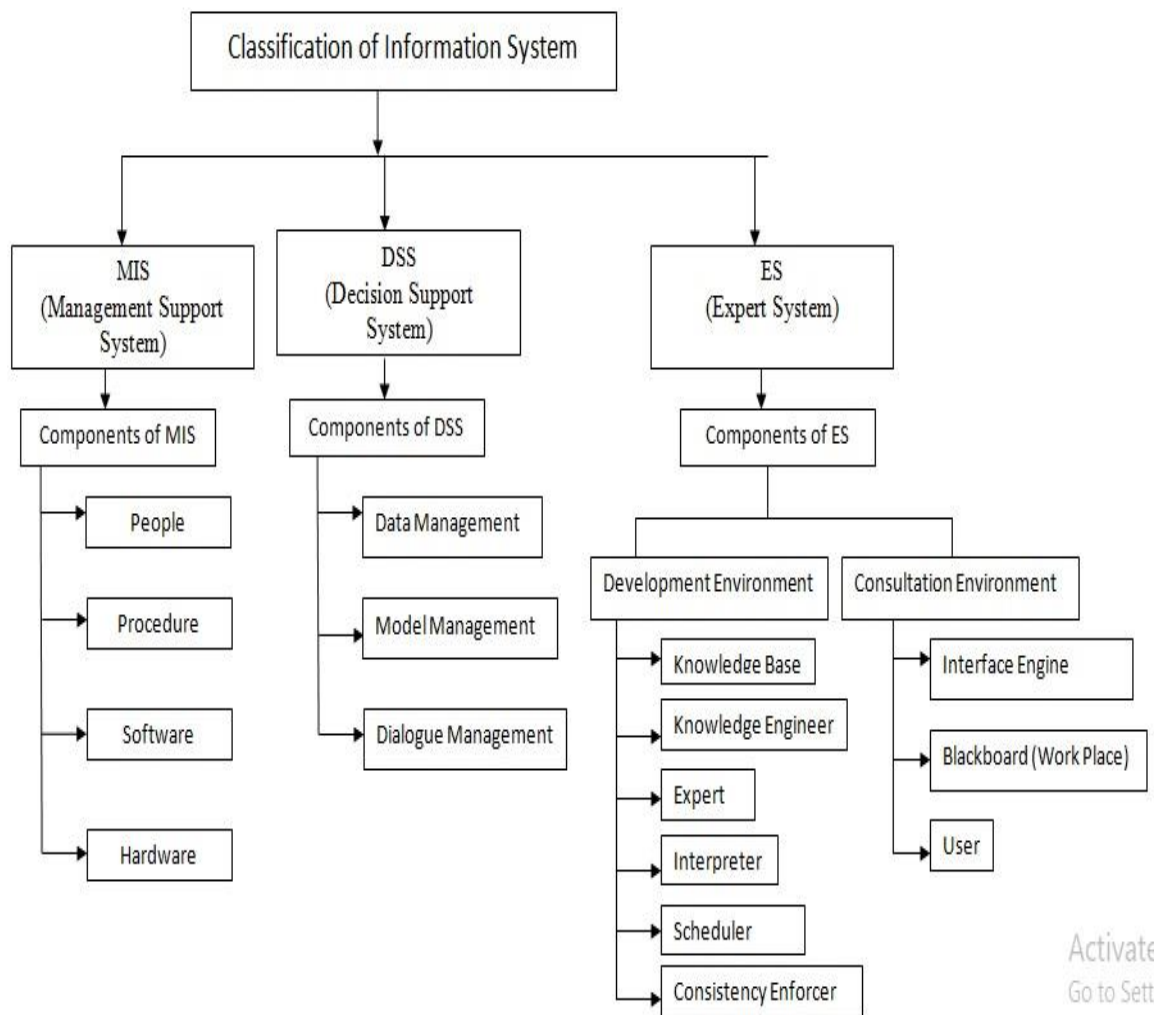 Classification of Information System
MIS
(Management Support
System)
DSS
(Decision Support
System)
ES
(Expert System)
Components of MIS
Components of DSS
Components of ES
People
Procedure
Software
Hardware
Data Management
Model Management
Dialogue Management
Development Environment
Consultation Environment
Knowledge Base
Knowledge Engineer
Expert
Interpreter
Scheduler
Consistency Enforcer
Interface Engine
Blackboard (Work Place)
User
Activate
Go to Sett